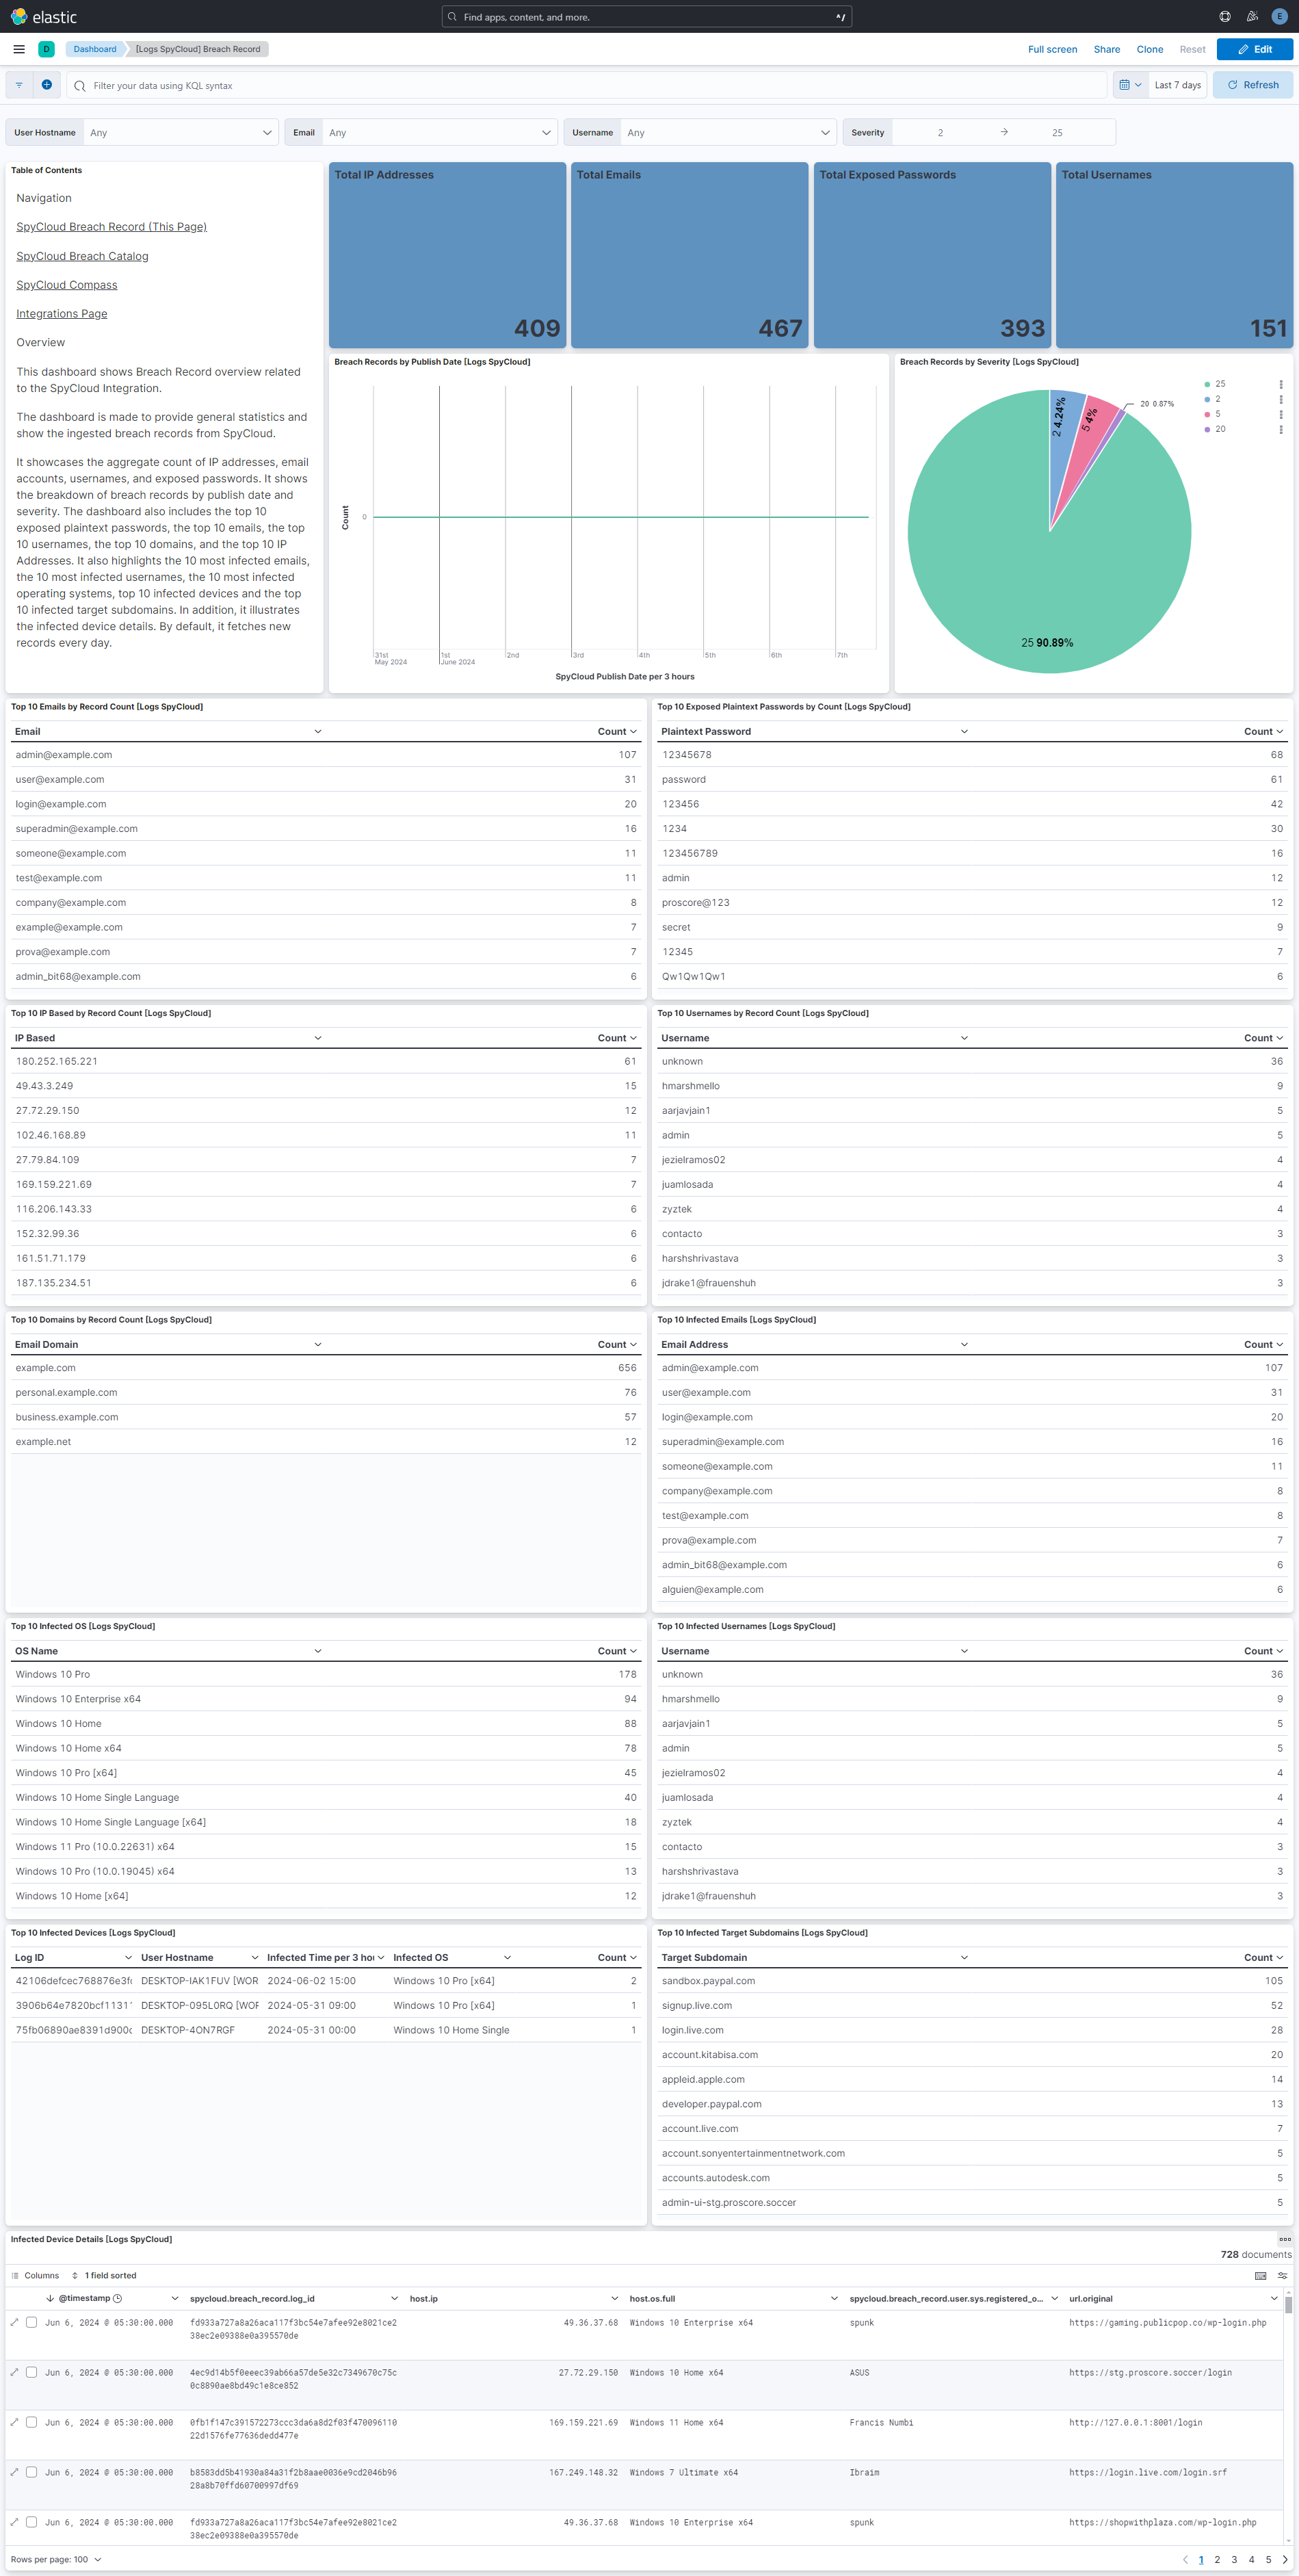 elastic
Find apps, content, and more.
^/
E
D
Dashboard
[Logs SpyCloud] Breach Record
Full screen
Share
Clone
Reset
Edit
Filter your data using KQL syntax
Last 7 days
Refresh
User Hostname
Any
Email
Any
Username
Any
Severity
2
25
Table of Contents
Navigation
SpyCloud Breach Record (This Page)
SpyCloud Breach Catalog
SpyCloud Compass
Integrations Page
Overview
This dashboard shows Breach Record overview related
to the SpyCloud Integration.
The dashboard is made to provide general statistics and
show the ingested breach records from SpyCloud.
It showcases the aggregate count of IP addresses, email
accounts, usernames, and exposed passwords. It shows
the breakdown of breach records by publish date and
severity. The dashboard also includes the top 10
exposed plaintext passwords, the top 10 emails, the top
10 usernames, the top 10 domains, and the top 10 IP
Addresses. It also highlights the 10 most infected emails,
the 10 most infected usernames, the 10 most infected
operating systems, top 10 infected devices and the top
10 infected target subdomains. In addition, it illustrates
the infected device details. By default, it fetches new
records every day.
Total IP Addresses
409
Total Emails
467
Total Exposed Passwords
393
Total Usernames
151
Breach Records by Publish Date [Logs SpyCloud]
Count
0
31st
May 2024
1st
June 2024
2nd
3rd
4th
5th
6th
7th
SpyCloud Publish Date per 3 hours
Breach Records by Severity [Logs SpyCloud]
2 4.24%
5 4%
20 0.87%
25 90.89%
25
2
5
20
Top 10 Emails by Record Count [Logs SpyCloud]
Email Count
admin@example.com 107
user@example.com 31
login@example.com 20
superadmin@example.com 16
someone@example.com 11
test@example.com 11
company@example.com 8
example@example.com 7
prova@example.com 7
admin_bit68@example.com 6
Top 10 Exposed Plaintext Passwords by Count [Logs SpyCloud]
Plaintext Password Count
12345678 68
password 61
123456 42
1234 30
123456789 16
admin 12
proscore@123 12
secret 9
12345 7
Qw1Qw1Qw1 6
Top 10 IP Based by Record Count [Logs SpyCloud]
IP Based Count
180.252.165.221 61
49.43.3.249 15
27.72.29.150 12
102.46.168.89 11
27.79.84.109 7
169.159.221.69 7
116.206.143.33 6
152.32.99.36 6
161.51.71.179 6
187.135.234.51 6
Top 10 Usernames by Record Count [Logs SpyCloud]
Username Count
unknown 36
hmarshmello 9
aarjavjain1 5
admin 5
jezielramos02 4
juamlosada 4
zyztek 4
contacto 3
harshshrivastava 3
jdrake1@frauenshuh 3
Top 10 Domains by Record Count [Logs SpyCloud]
Email Domain Count
example.com 656
personal.example.com 76
business.example.com 57
example.net 12
Top 10 Infected Emails [Logs SpyCloud]
Email Address Count
admin@example.com 107
user@example.com 31
login@example.com 20
superadmin@example.com 16
someone@example.com 11
company@example.com 8
test@example.com 8
prova@example.com 7
admin_bit68@example.com 6
alguien@example.com 6
Top 10 Infected OS [Logs SpyCloud]
OS Name Count
Windows 10 Pro 178
Windows 10 Enterprise x64 94
Windows 10 Home 88
Windows 10 Home x64 78
Windows 10 Pro [x64] 45
Windows 10 Home Single Language 40
Windows 10 Home Single Language [x64] 18
Windows 11 Pro (10.0.22631) x64 15
Windows 10 Pro (10.0.19045) x64 13
Windows 10 Home [x64] 12
Top 10 Infected Usernames [Logs SpyCloud]
Username Count
unknown 36
hmarshmello 9
aarjavjain1 5
admin 5
jezielramos02 4
juamlosada 4
zyztek 4
contacto 3
harshshrivastava 3
jdrake1@frauenshuh 3
Top 10 Infected Devices [Logs SpyCloud]
Log ID User Hostname Infected Time per 3 hou Infected OS Count
42106defcec768876e3fc DESKTOP-IAK1FUV [WOR 2024-06-02 15:00 Windows 10 Pro [x64] 2
3906b64e7820bcf11311 DESKTOP-095L0RQ [WOR 2024-05-31 09:00 Windows 10 Pro [x64] 1
75fb06890ae8391d900c DESKTOP-4ON7RGF 2024-05-31 00:00 Windows 10 Home Single 1
Top 10 Infected Target Subdomains [Logs SpyCloud]
Target Subdomain Count
sandbox.paypal.com 105
signup.live.com 52
login.live.com 28
account.kitabisa.com 20
appleid.apple.com 14
developer.paypal.com 13
account.live.com 7
account.sonyentertainmentnetwork.com 5
accounts.autodesk.com 5
admin-ui-stg.proscore.soccer 5
Infected Device Details [Logs SpyCloud]
728 documents
Columns 1 field sorted
@timestamp spycloud.breach_record.log_id host.ip host.os.full spycloud.breach_record.user.sys.registered_o... url.original
Jun 6, 2024 @ 05:30:00.000 fd933a727a8a26aca117f3bc54e7afee92e8021ce2 49.36.37.68 Windows 10 Enterprise x64 spunk https://gaming.publicpop.co/wp-login.php
38ec2e09388e0a395570de
Jun 6, 2024 @ 05:30:00.000 4ec9d14b5f0eeec39ab66a57de5e32c7349670c75c 27.72.29.150 Windows 10 Home x64 ASUS https://stg.proscore.soccer/login
0c8890ae8bd49c1e8ce852
Jun 6, 2024 @ 05:30:00.000 0fb1f147c391572273ccc3da6a8d2f03f470096110 169.159.221.69 Windows 11 Home x64 Francis Numbi http://127.0.0.1:8001/login
22d1576fe77636dedd477e
Jun 6, 2024 @ 05:30:00.000 b8583dd5b41930a84a31f2b8aae0036e9cd2046b96 167.249.148.32 Windows 7 Ultimate x64 Ibraim https://login.live.com/login.srf
28a8b70ffd60700997df69
Jun 6, 2024 @ 05:30:00.000 fd933a727a8a26aca117f3bc54e7afee92e8021ce2 49.36.37.68 Windows 10 Enterprise x64 spunk https://shopwithplaza.com/wp-login.php
38ec2e09388e0a395570de
Rows per page: 100
1 2 3 4 5